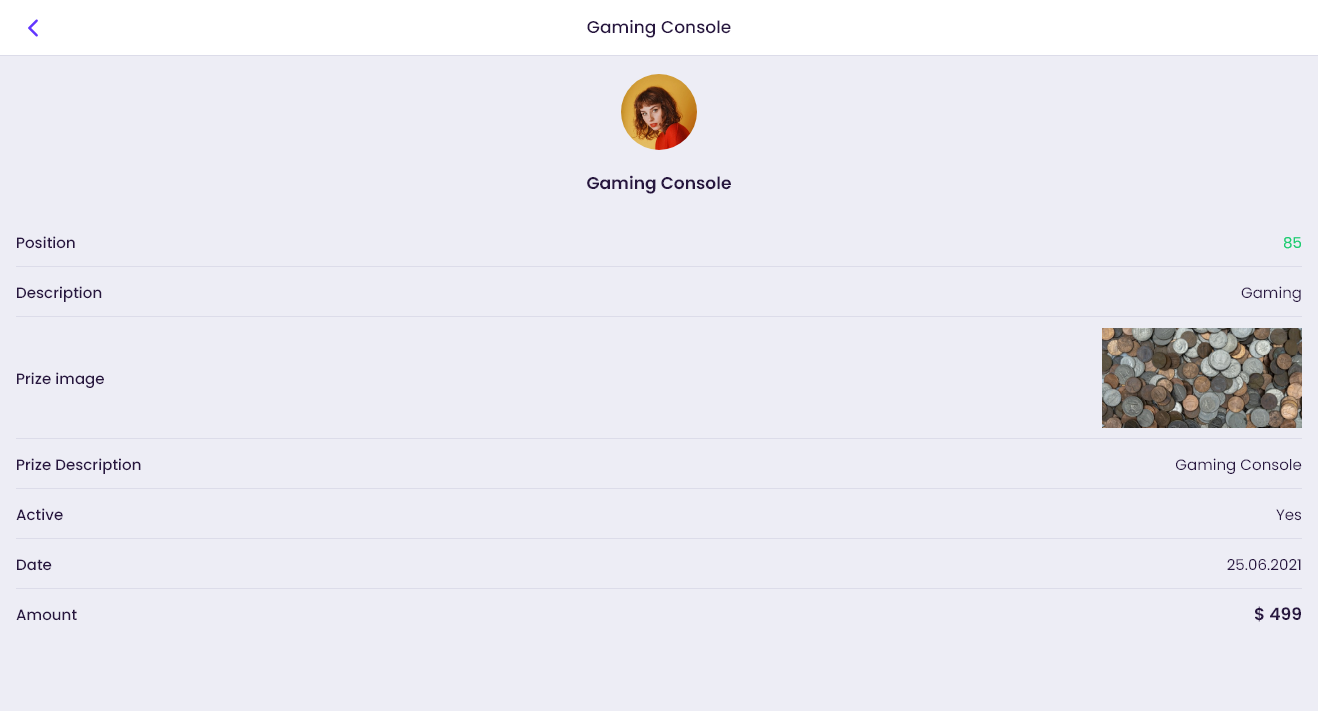 Gaming Console
Gaming Console
Position 85
Description Gaming
Prize image
Prize Description Gaming Console
Active Yes
Date 25.06.2021
Amount $ 499